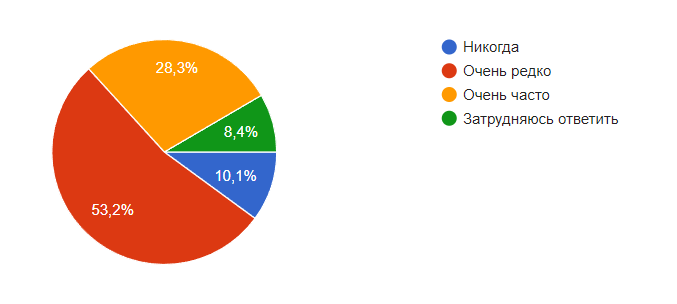 28,3%
8,4%
10,1%
53,2%
Никогда
Очень редко
Очень часто
Затрудняюсь ответить